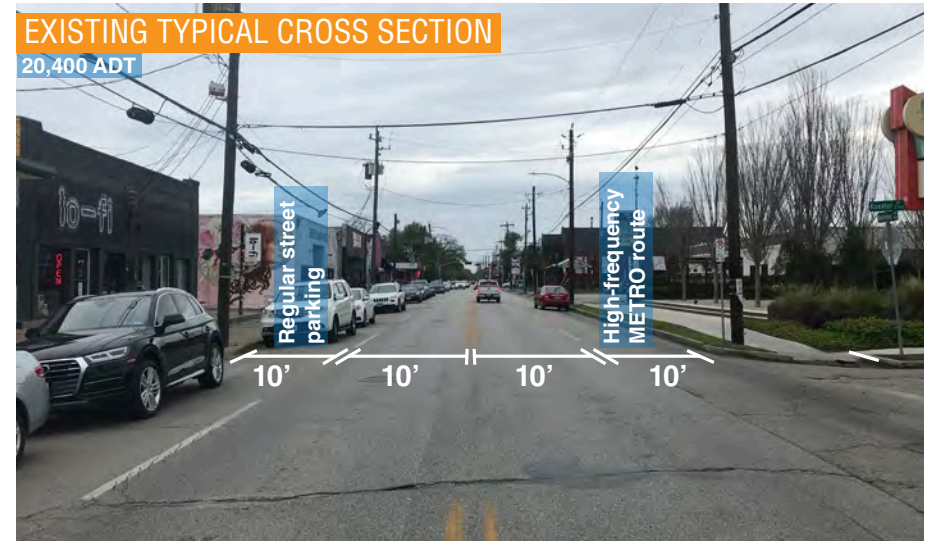 EXISTING TYPICAL CROSS SECTION
20,400 ADT
lo-fi
OPEN
Regular street
parking
High-frequency
METRO route
10’
10’
10’
10’